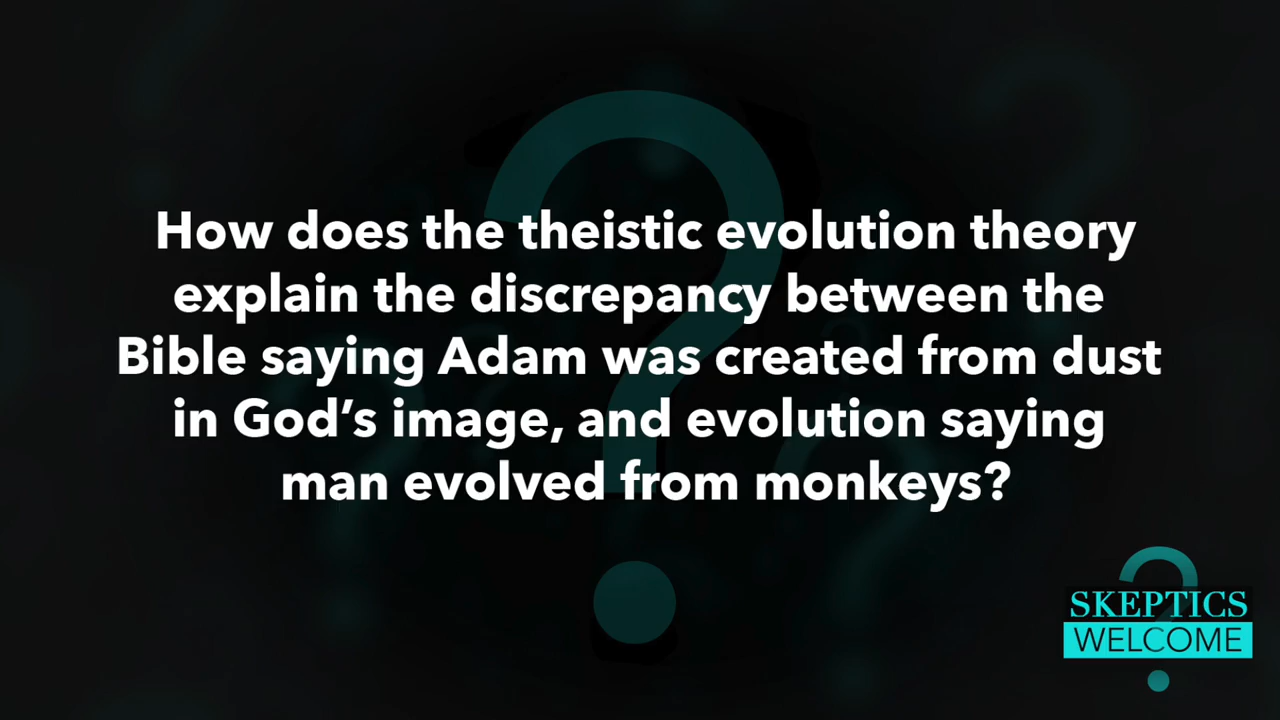 How does the theistic evolution theory
explain the discrepancy between the
Bible saying Adam was created from dust
in God’s image, and evolution saying
man evolved from monkeys?
SKEPTICS
WELCOME